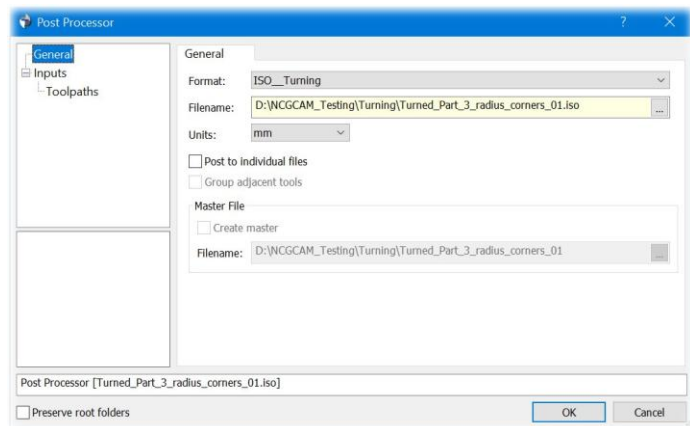 Post Processor
General
Inputs
Toolpaths
General
Format: ISO__Turning
Filename: D:\NCGCAM_Testing\Turning\Turned_Part_3_radius_corners_01.iso ...
Units: mm
Post to individual files
Group adjacent tools
Master File
Create master
Filename: D:\NCGCAM_Testing\Turning\Turned_Part_3_radius_corners_01 ...
Post Processor [Turned_Part_3_radius_corners_01.iso]
Preserve root folders
OK Cancel